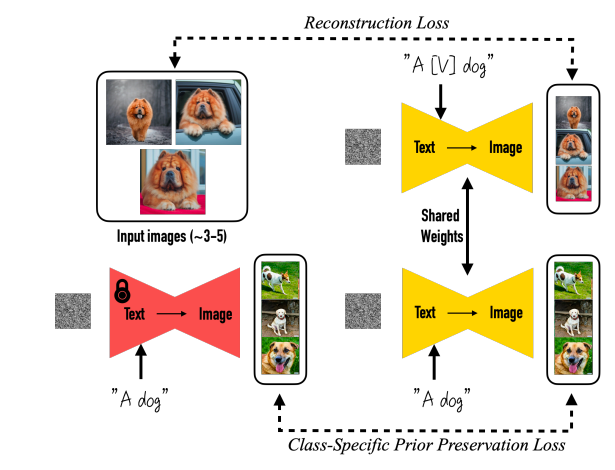 Reconstruction Loss
"A [V] dog"
Text
Image
Input images (~3-5)
Shared
Weights
Text
Image
Text
Image
"A dog"
"A dog"
Class-Specific Prior Preservation Loss